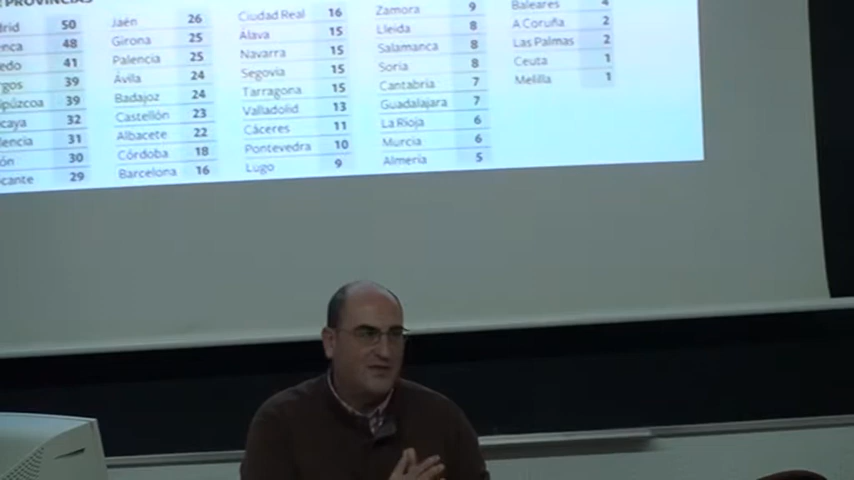 PROVINCIAS
drid 50
enca 48
edo 41
rgos 39
ipúzcoa 39
caya 32
lencia 31
ón 30
icante 29
Jaén 26
Girona 25
Palencia 25
Ávila 24
Badajoz 24
Castellón 23
Albacete 22
Córdoba 18
Barcelona 16
Ciudad Real 16
Álava 15
Navarra 15
Segovia 15
Tarragona 15
Valladolid 13
Cáceres 11
Pontevedra 10
Lugo 9
Zamora 9
Lleida 8
Salamanca 8
Soria 8
Cantabria 7
Guadalajara 7
La Rioja 6
Murcia 6
Almería 5
Baleares 4
A Coruña 2
Las Palmas 2
Ceuta 1
Melilla 1